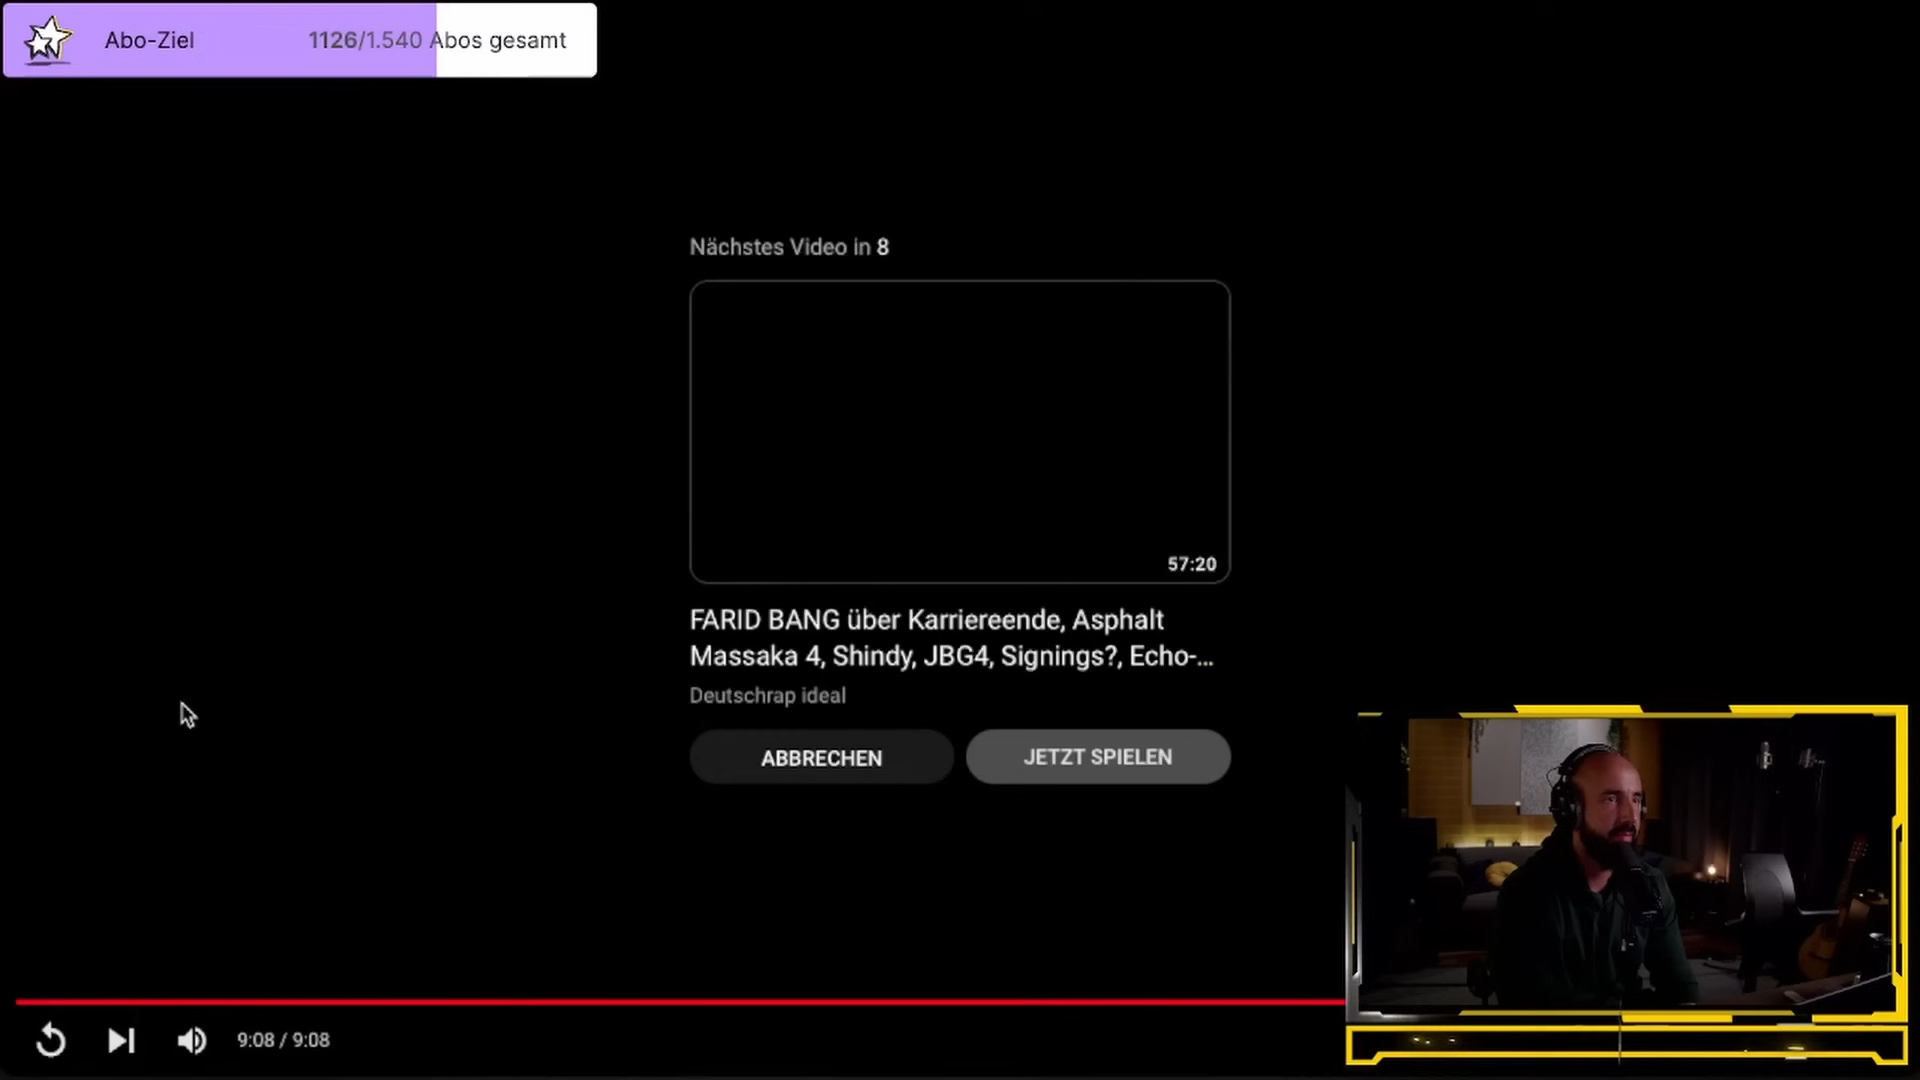 Abo-Ziel 1126/1.540 Abos gesamt
Nächstes Video in 8
57:20
FARID BANG über Karriereende, Asphalt
Massaka 4, Shindy, JBG4, Signings?, Echo-...
Deutschrap ideal
ABBRECHEN JETZT SPIELEN
9:08 / 9:08